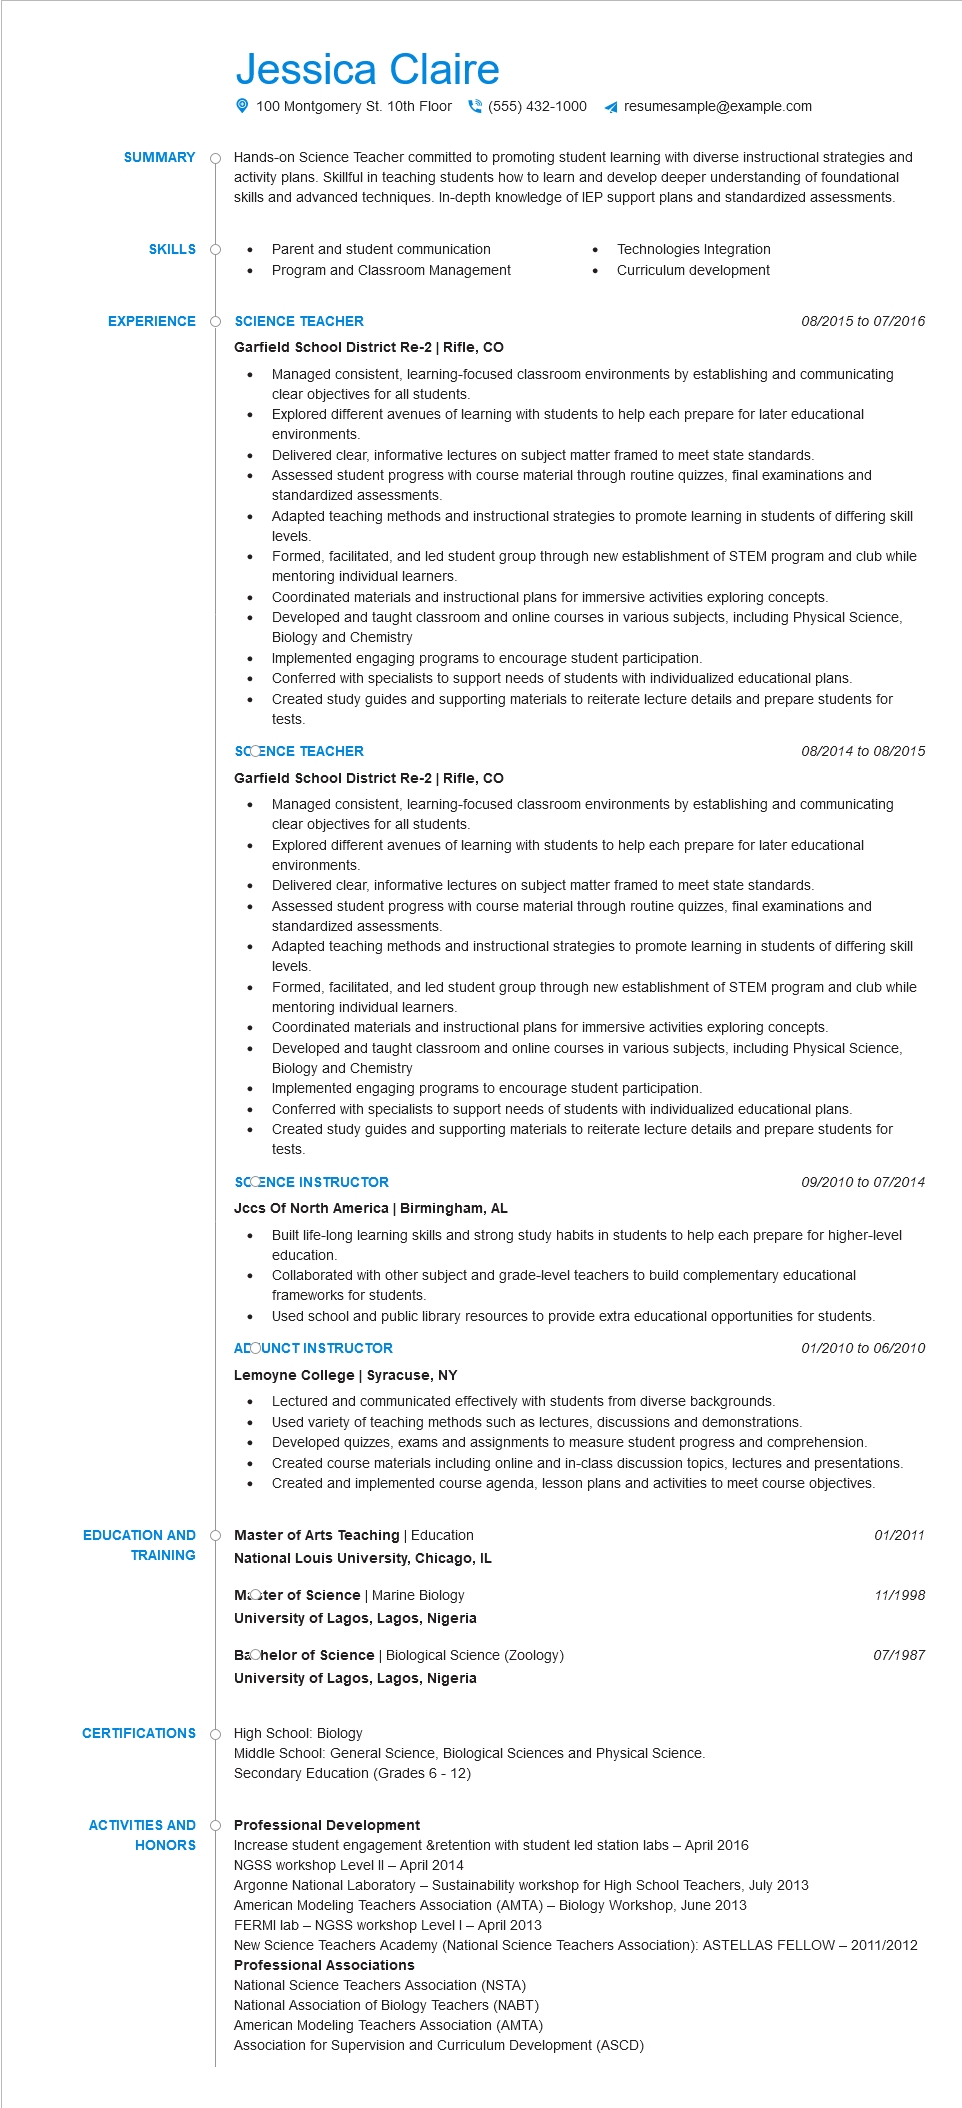 Jessica Claire
100 Montgomery St. 10th Floor (555) 432-1000 resumesample@example.com
SUMMARY
Hands-on Science Teacher committed to promoting student learning with diverse instructional strategies and
activity plans. Skillful in teaching students how to learn and develop deeper understanding of foundational
skills and advanced techniques. In-depth knowledge of IEP support plans and standardized assessments.
SKILLS
• Parent and student communication
• Program and Classroom Management
• Technologies Integration
• Curriculum development
EXPERIENCE
SCIENCE TEACHER 08/2015 to 07/2016
Garfield School District Re-2 | Rifle, CO
• Managed consistent, learning-focused classroom environments by establishing and communicating
clear objectives for all students.
• Explored different avenues of learning with students to help each prepare for later educational
environments.
• Delivered clear, informative lectures on subject matter framed to meet state standards.
• Assessed student progress with course material through routine quizzes, final examinations and
standardized assessments.
• Adapted teaching methods and instructional strategies to promote learning in students of differing skill
levels.
• Formed, facilitated, and led student group through new establishment of STEM program and club while
mentoring individual learners.
• Coordinated materials and instructional plans for immersive activities exploring concepts.
• Developed and taught classroom and online courses in various subjects, including Physical Science,
Biology and Chemistry
• Implemented engaging programs to encourage student participation.
• Conferred with specialists to support needs of students with individualized educational plans.
• Created study guides and supporting materials to reiterate lecture details and prepare students for
tests.
SCIENCE TEACHER 08/2014 to 08/2015
Garfield School District Re-2 | Rifle, CO
• Managed consistent, learning-focused classroom environments by establishing and communicating
clear objectives for all students.
• Explored different avenues of learning with students to help each prepare for later educational
environments.
• Delivered clear, informative lectures on subject matter framed to meet state standards.
• Assessed student progress with course material through routine quizzes, final examinations and
standardized assessments.
• Adapted teaching methods and instructional strategies to promote learning in students of differing skill
levels.
• Formed, facilitated, and led student group through new establishment of STEM program and club while
mentoring individual learners.
• Coordinated materials and instructional plans for immersive activities exploring concepts.
• Developed and taught classroom and online courses in various subjects, including Physical Science,
Biology and Chemistry
• Implemented engaging programs to encourage student participation.
• Conferred with specialists to support needs of students with individualized educational plans.
• Created study guides and supporting materials to reiterate lecture details and prepare students for
tests.
SCIENCE INSTRUCTOR 09/2010 to 07/2014
Jccs Of North America | Birmingham, AL
• Built life-long learning skills and strong study habits in students to help each prepare for higher-level
education.
• Collaborated with other subject and grade-level teachers to build complementary educational
frameworks for students.
• Used school and public library resources to provide extra educational opportunities for students.
ADJUNCT INSTRUCTOR 01/2010 to 06/2010
Lemoyne College | Syracuse, NY
• Lectured and communicated effectively with students from diverse backgrounds.
• Used variety of teaching methods such as lectures, discussions and demonstrations.
• Developed quizzes, exams and assignments to measure student progress and comprehension.
• Created course materials including online and in-class discussion topics, lectures and presentations.
• Created and implemented course agenda, lesson plans and activities to meet course objectives.
EDUCATION AND
TRAINING
Master of Arts Teaching | Education 01/2011
National Louis University, Chicago, IL
Master of Science | Marine Biology 11/1998
University of Lagos, Lagos, Nigeria
Bachelor of Science | Biological Science (Zoology) 07/1987
University of Lagos, Lagos, Nigeria
CERTIFICATIONS
High School: Biology
Middle School: General Science, Biological Sciences and Physical Science.
Secondary Education (Grades 6 - 12)
ACTIVITIES AND
HONORS
Professional Development
Increase student engagement &retention with student led station labs – April 2016
NGSS workshop Level II – April 2014
Argonne National Laboratory – Sustainability workshop for High School Teachers, July 2013
American Modeling Teachers Association (AMTA) – Biology Workshop, June 2013
FERMI lab – NGSS workshop Level I – April 2013
New Science Teachers Academy (National Science Teachers Association): ASTELLAS FELLOW – 2011/2012
Professional Associations
National Science Teachers Association (NSTA)
National Association of Biology Teachers (NABT)
American Modeling Teachers Association (AMTA)
Association for Supervision and Curriculum Development (ASCD)